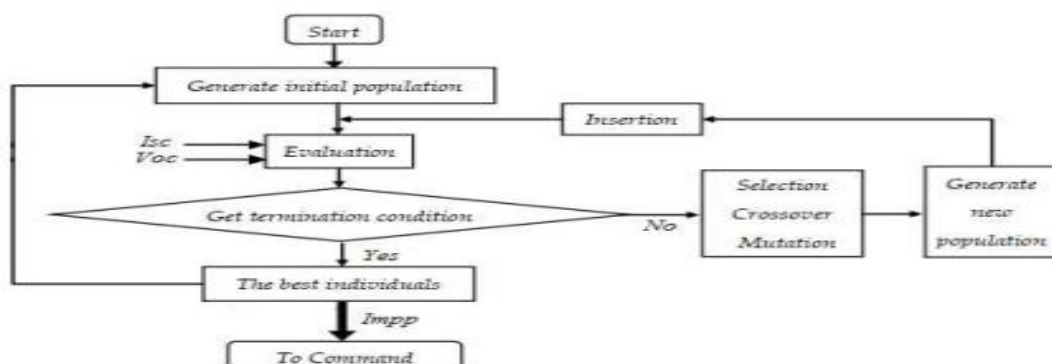 Start
Generate initial population
Insertion
Isc
Voc
Evaluation
Get termination condition
No
Selection
Crossover
Mutation
Generate
new
population
Yes
The best individuals
Impp
To Command